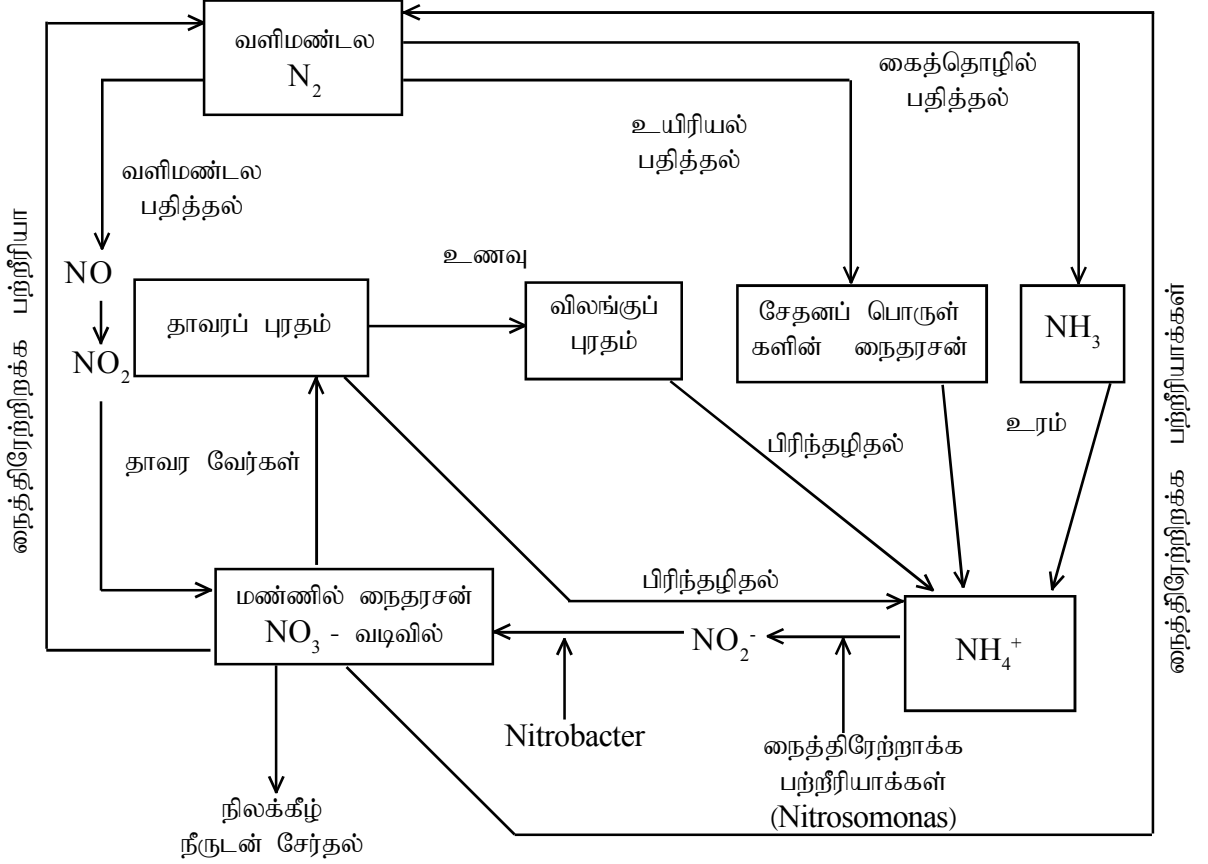 வளிமண்டல
N₂
கைத்தொழில்
பதித்தல்
உயிரியல்
பதித்தல்
வளிமண்டல
பதித்தல்
நைத்திரேற்றிறக்க பற்றீரியா
NO
NO₂
தாவரப் புரதம்
உணவு
விலங்குப்
புரதம்
சேதனப் பொருள்
களின் நைதரசன்
NH₃
நைத்திரேற்றிறக்க பற்றீரியாக்கள்
தாவர வேர்கள்
பிரிந்தழிதல்
உரம்
பிரிந்தழிதல்
மண்ணில் நைதரசன்
NO₃ - வடிவில்
NO₂⁻
NH₄⁺
Nitrobacter
நைத்திரேற்றாக்க
பற்றீரியாக்கள்
(Nitrosomonas)
நிலக்கீழ்
நீருடன் சேர்தல்